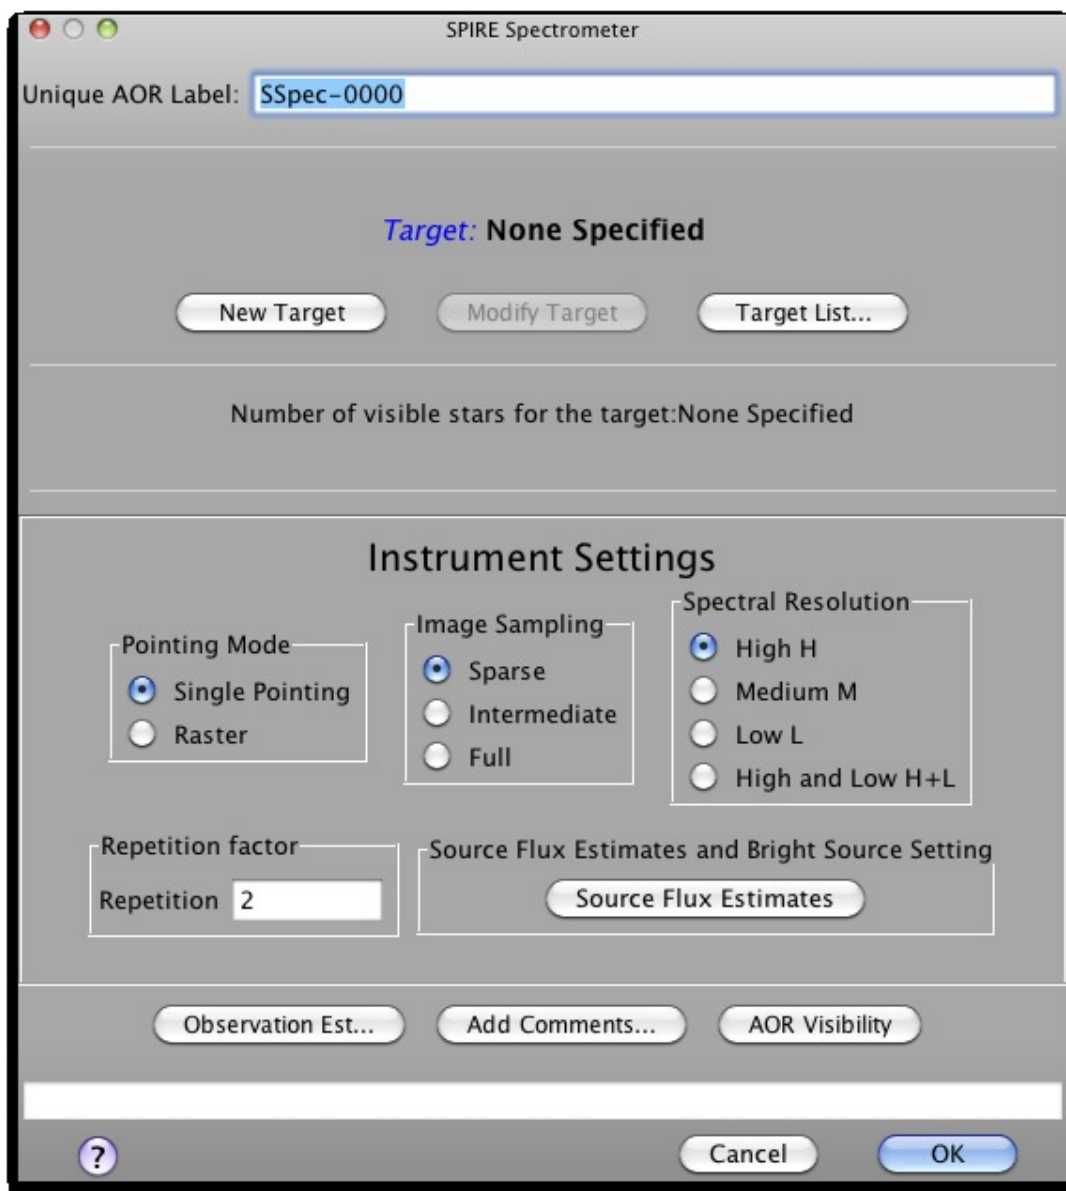 SPIRE Spectrometer
Unique AOR Label: SSpec-0000
Target: None Specified
New Target Modify Target Target List...
Number of visible stars for the target:None Specified
Instrument Settings
Pointing Mode
Single Pointing
Raster
Image Sampling
Sparse
Intermediate
Full
Spectral Resolution
High H
Medium M
Low L
High and Low H+L
Repetition factor
Repetition 2
Source Flux Estimates and Bright Source Setting
Source Flux Estimates
Observation Est... Add Comments... AOR Visibility
? Cancel OK